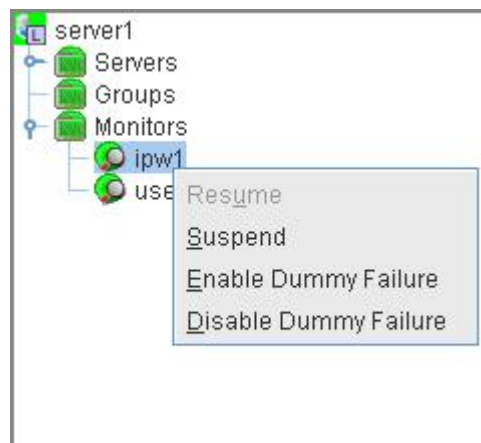 server1
Servers
Groups
Monitors
ipw1
use
Resume
Suspend
Enable Dummy Failure
Disable Dummy Failure